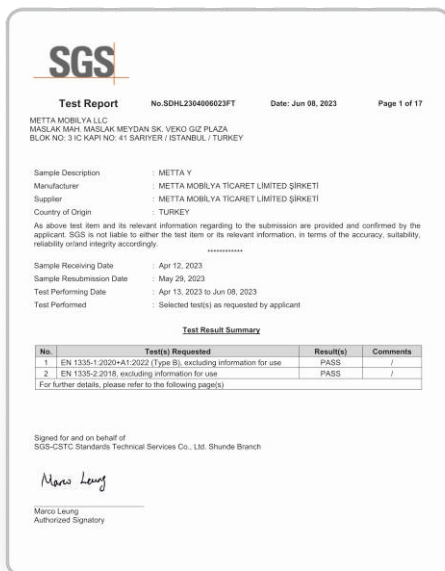 SGS
Test Report No.SDHL2304006023FT Date: Jun 08, 2023 Page 1 of 17
METTA MOBILYA LLC
MASLAK MAH. MASLAK MEYDAN SK. VEKO GIZ PLAZA
BLOK NO: 3 IC KAPI NO: 41 SARIYER / ISTANBUL / TURKEY
Sample Description : METTA Y
Manufacturer : METTA MOBİLYA TİCARET LİMİTED ŞİRKETİ
Supplier : METTA MOBİLYA TİCARET LİMİTED ŞİRKETİ
Country of Origin : TURKEY
As above test item and its relevant information regarding to the submission are provided and confirmed by the
applicant. SGS is not liable to either the test item or its relevant information, in terms of the accuracy, suitability,
reliability or/and integrity accordingly.
************
Sample Receiving Date : Apr 12, 2023
Sample Resubmission Date : May 29, 2023
Test Performing Date : Apr 13, 2023 to Jun 08, 2023
Test Performed : Selected test(s) as requested by applicant
Test Result Summary
No. Test(s) Requested Result(s) Comments
1 EN 1335-1:2020+A1:2022 (Type B), excluding information for use PASS /
2 EN 1335-2:2018, excluding information for use PASS /
For further details, please refer to the following page(s)
Signed for and on behalf of
SGS-CSTC Standards Technical Services Co., Ltd. Shunde Branch
Marco Leung
Marco Leung
Authorized Signatory